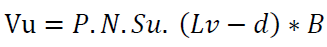 Vu = P.N.Su. (Lv − d) * B